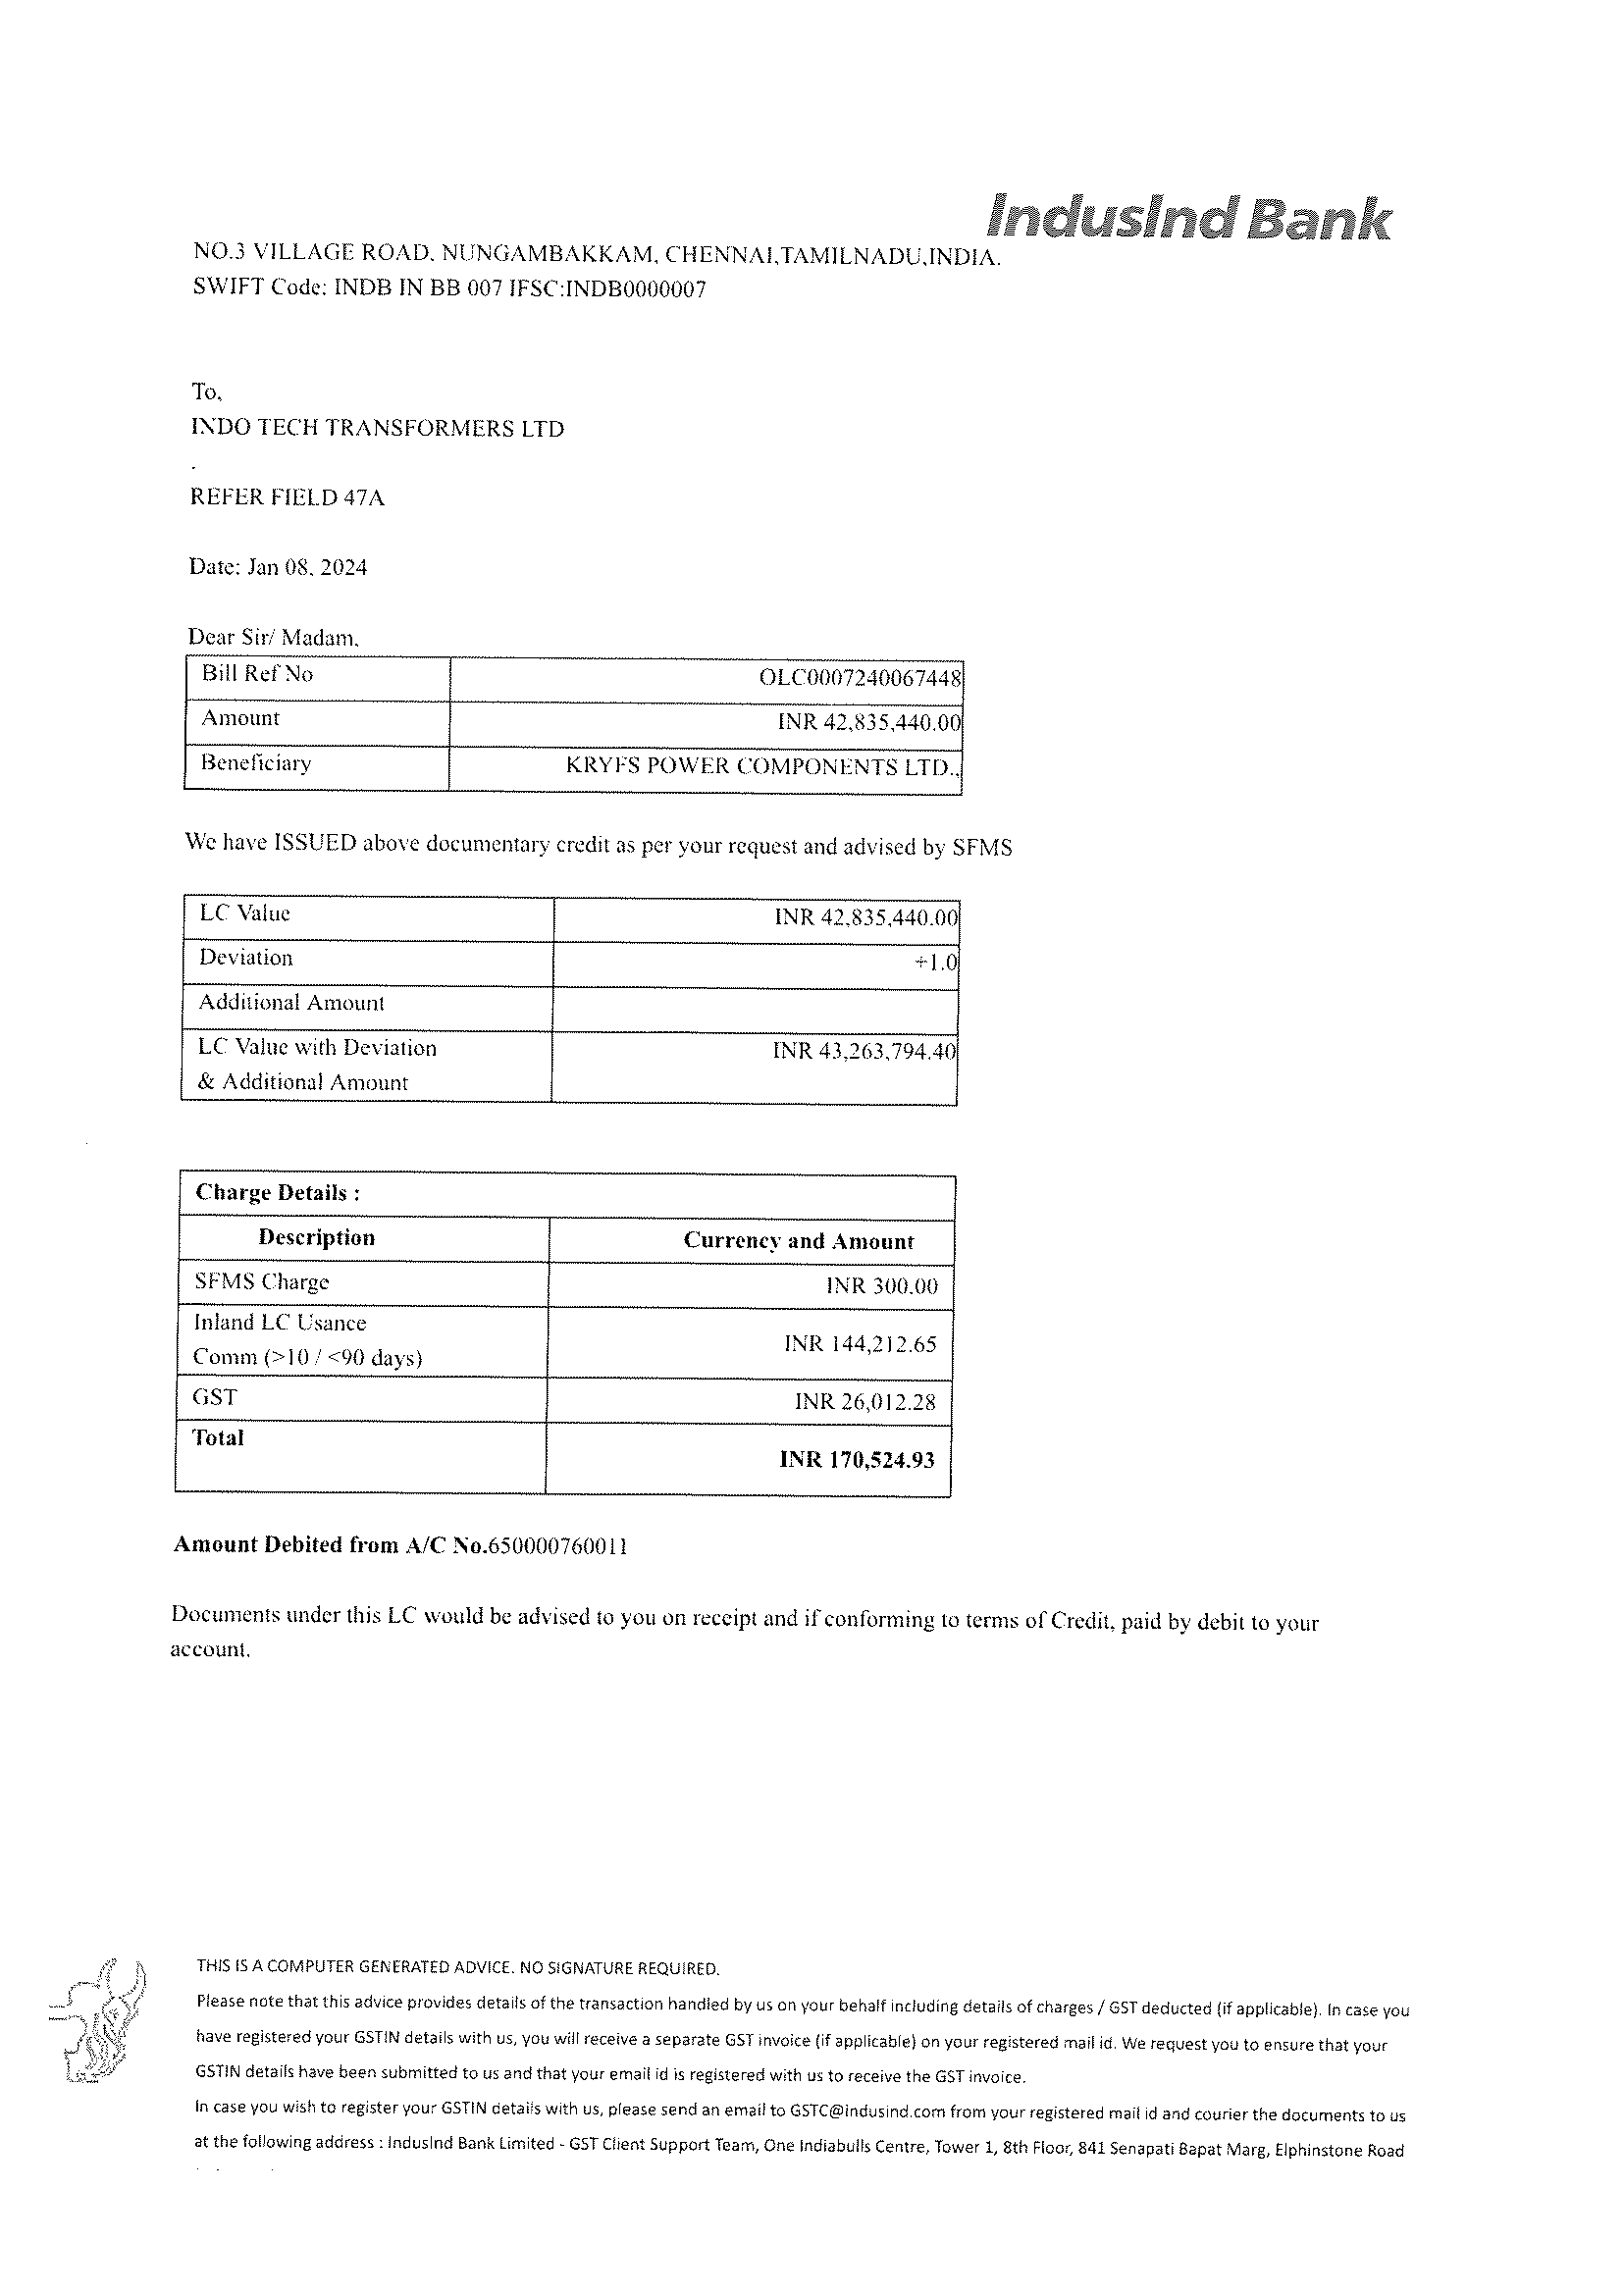 IndusInd Bank
NO.3 VILLAGE ROAD, NUNGAMBAKKAM, CHENNAI,TAMILNADU,INDIA.
SWIFT Code: INDB IN BB 007 IFSC:INDB0000007
To,
INDO TECH TRANSFORMERS LTD
.
REFER FIELD 47A
Date: Jan 08, 2024
Dear Sir/ Madam,
Bill Ref No OLC0007240067448
Amount INR 42,835,440.00
Beneficiary KRYFS POWER COMPONENTS LTD.,
We have ISSUED above documentary credit as per your request and advised by SFMS
LC Value INR 42,835,440.00
Deviation +1.0
Additional Amount
LC Value with Deviation INR 43,263,794.40
& Additional Amount
Charge Details :
Description Currency and Amount
SFMS Charge INR 300.00
Inland LC Usance
Comm (>10 / <90 days) INR 144,212.65
GST INR 26,012.28
Total INR 170,524.93
Amount Debited from A/C No.650000760011
Documents under this LC would be advised to you on receipt and if conforming to terms of Credit, paid by debit to your
account.
THIS IS A COMPUTER GENERATED ADVICE. NO SIGNATURE REQUIRED.
Please note that this advice provides details of the transaction handled by us on your behalf including details of charges / GST deducted (if applicable). In case you
have registered your GSTIN details with us, you will receive a separate GST invoice (if applicable) on your registered mail id. We request you to ensure that your
GSTIN details have been submitted to us and that your email id is registered with us to receive the GST invoice.
In case you wish to register your GSTIN details with us, please send an email to GSTC@indusind.com from your registered mail id and courier the documents to us
at the following address : IndusInd Bank Limited - GST Client Support Team, One Indiabulls Centre, Tower 1, 8th Floor, 841 Senapati Bapat Marg, Elphinstone Road